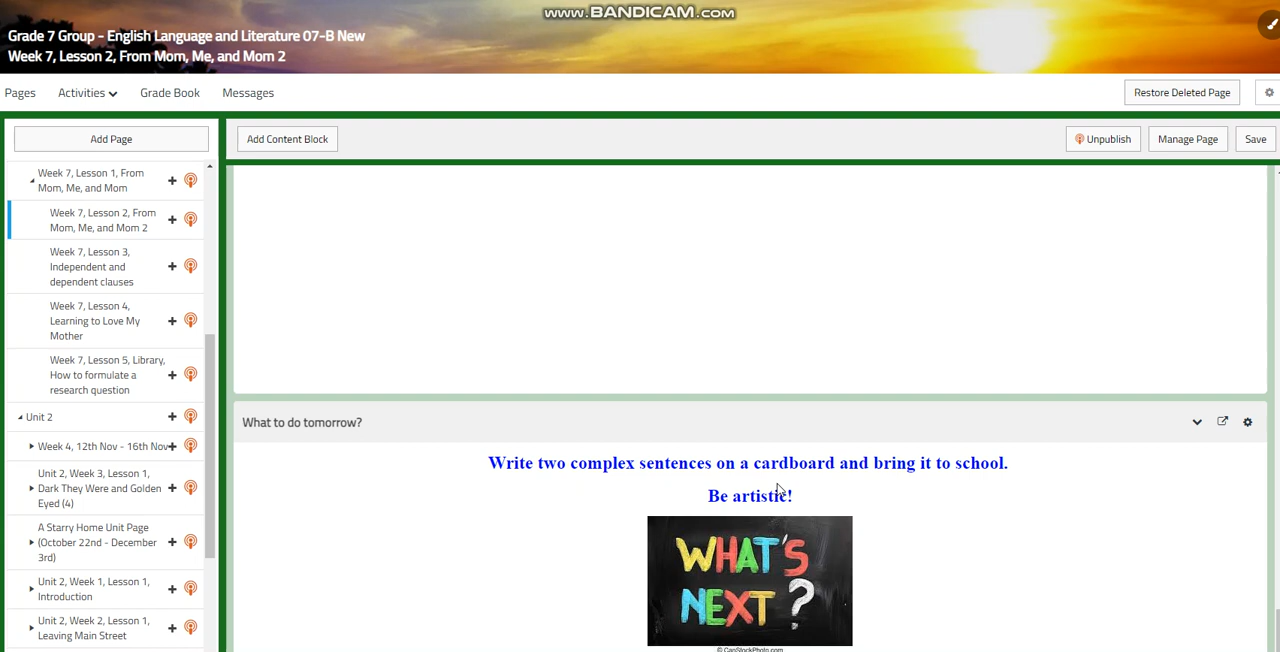 www.BANDICAM.com
Grade 7 Group - English Language and Literature 07-B New
Week 7, Lesson 2, From Mom, Me, and Mom 2
Pages
Activities
Grade Book
Messages
Restore Deleted Page
Add Page
Add Content Block
Unpublish
Manage Page
Save
Week 7, Lesson 1, From
Mom, Me, and Mom
Week 7, Lesson 2, From
Mom, Me, and Mom 2
Week 7, Lesson 3,
Independent and
dependent clauses
Week 7, Lesson 4,
Learning to Love My
Mother
Week 7, Lesson 5, Library,
How to formulate a
research question
Unit 2
Week 4, 12th Nov - 16th Nov
Unit 2, Week 3, Lesson 1,
Dark They Were and Golden
Eyed (4)
A Starry Home Unit Page
(October 22nd - December
3rd)
Unit 2, Week 1, Lesson 1,
Introduction
Unit 2, Week 2, Lesson 1,
Leaving Main Street
What to do tomorrow?
Write two complex sentences on a cardboard and bring it to school.
Be artistic!
WHAT'S
NEXT ?
© CanStockPhoto.com